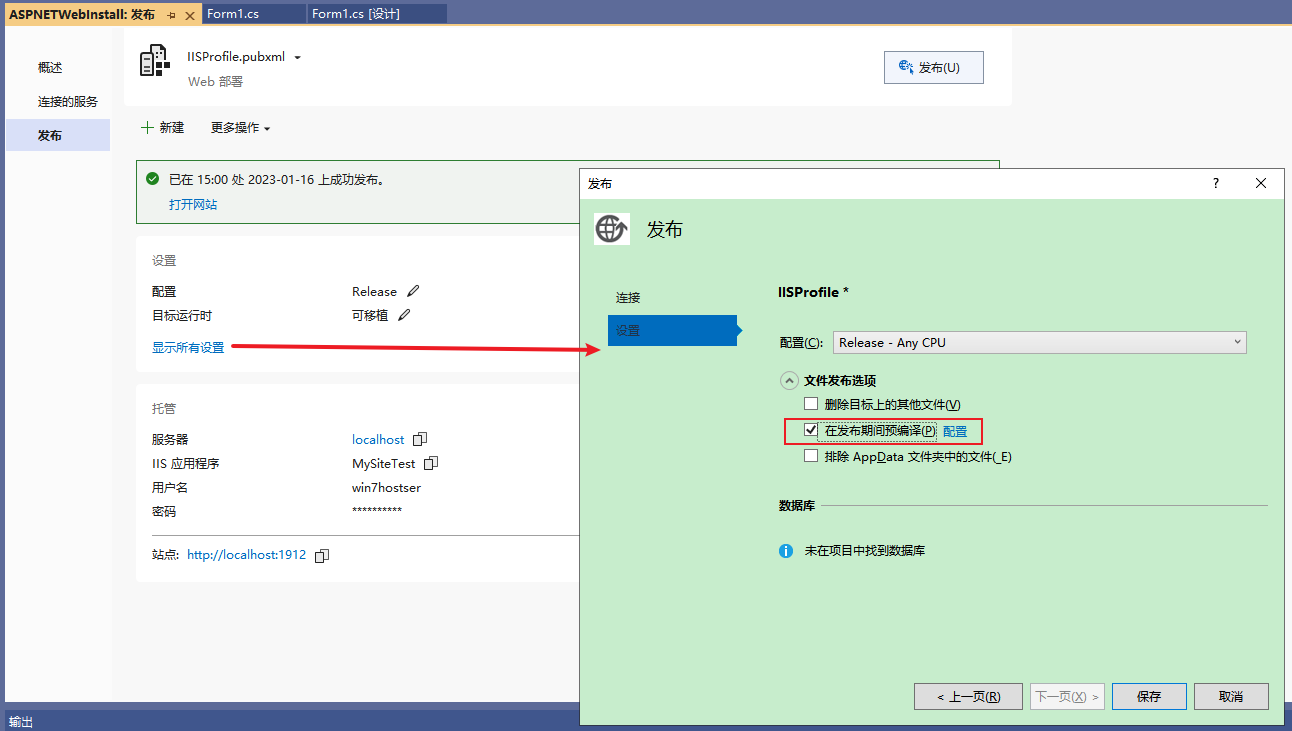 ASPNETWebInstall: 发布
Form1.cs
Form1.cs [设计]
概述
连接的服务
发布
IISProfile.pubxml
Web 部署
发布(U)
新建
更多操作
已在 15:00 处 2023-01-16 上成功发布。
打开网站
设置
配置
Release
目标运行时
可移植
显示所有设置
托管
服务器
localhost
IIS 应用程序
MySiteTest
用户名
win7hostser
密码
**********
站点:
http://localhost:1912
发布
?
发布
连接
设置
IISProfile *
配置(C):
Release - Any CPU
文件发布选项
删除目标上的其他文件(V)
在发布期间预编译(P) 配置
排除 AppData 文件夹中的文件(_E)
数据库
未在项目中找到数据库
< 上一页(R)
下一页(X) >
保存
取消
输出